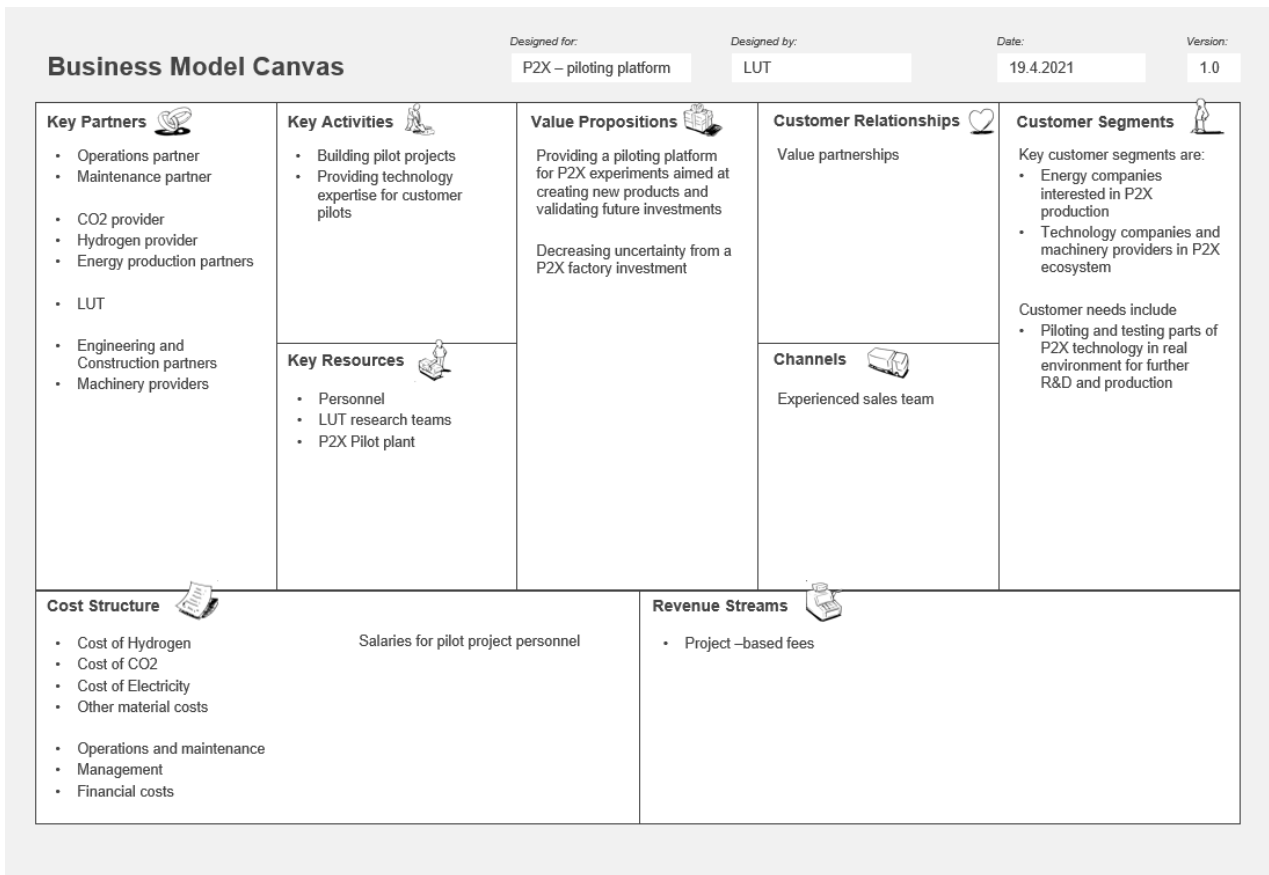 Business Model Canvas
Designed for:
P2X – piloting platform
Designed by:
LUT
Date:
19.4.2021
Version:
1.0
Key Partners
• Operations partner
• Maintenance partner
• CO2 provider
• Hydrogen provider
• Energy production partners
• LUT
• Engineering and
Construction partners
• Machinery providers
Key Activities
• Building pilot projects
• Providing technology
expertise for customer
pilots
Key Resources
• Personnel
• LUT research teams
• P2X Pilot plant
Value Propositions
Providing a piloting platform
for P2X experiments aimed at
creating new products and
validating future investments
Decreasing uncertainty from a
P2X factory investment
Customer Relationships
Value partnerships
Channels
Experienced sales team
Customer Segments
Key customer segments are:
• Energy companies
interested in P2X
production
• Technology companies and
machinery providers in P2X
ecosystem
Customer needs include
• Piloting and testing parts of
P2X technology in real
environment for further
R&D and production
Cost Structure
• Cost of Hydrogen
• Cost of CO2
• Cost of Electricity
• Other material costs
• Operations and maintenance
• Management
• Financial costs
Salaries for pilot project personnel
Revenue Streams
• Project –based fees